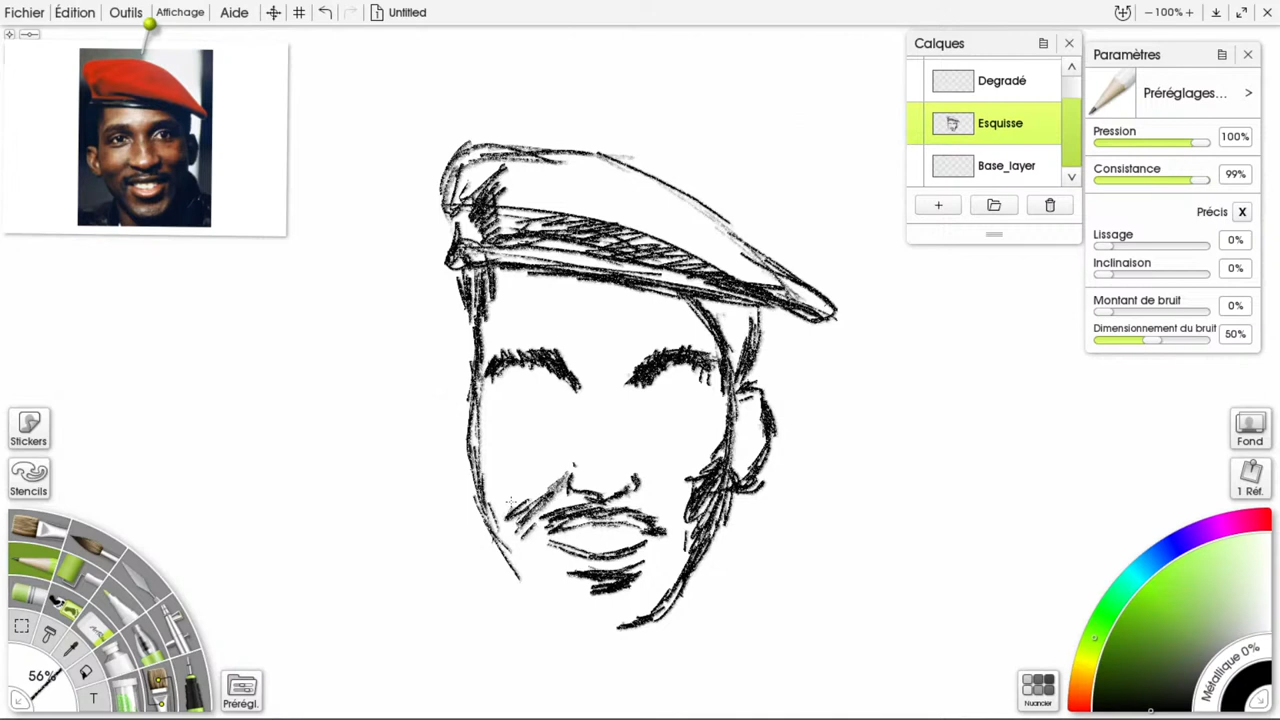 Fichier Édition Outils Affichage Aide Untitled 100%
Calques
Degradé
Esquisse
Base_layer
Paramètres
Préréglages... >
Pression 100%
Consistance 99%
Précis X
Lissage 0%
Inclinaison 0%
Montant de bruit 0%
Dimensionnement du bruit 50%
Stickers
Stencils
56%
T
Prérégl.
Fond
1 Réf.
Nuancier
Métallique 0%